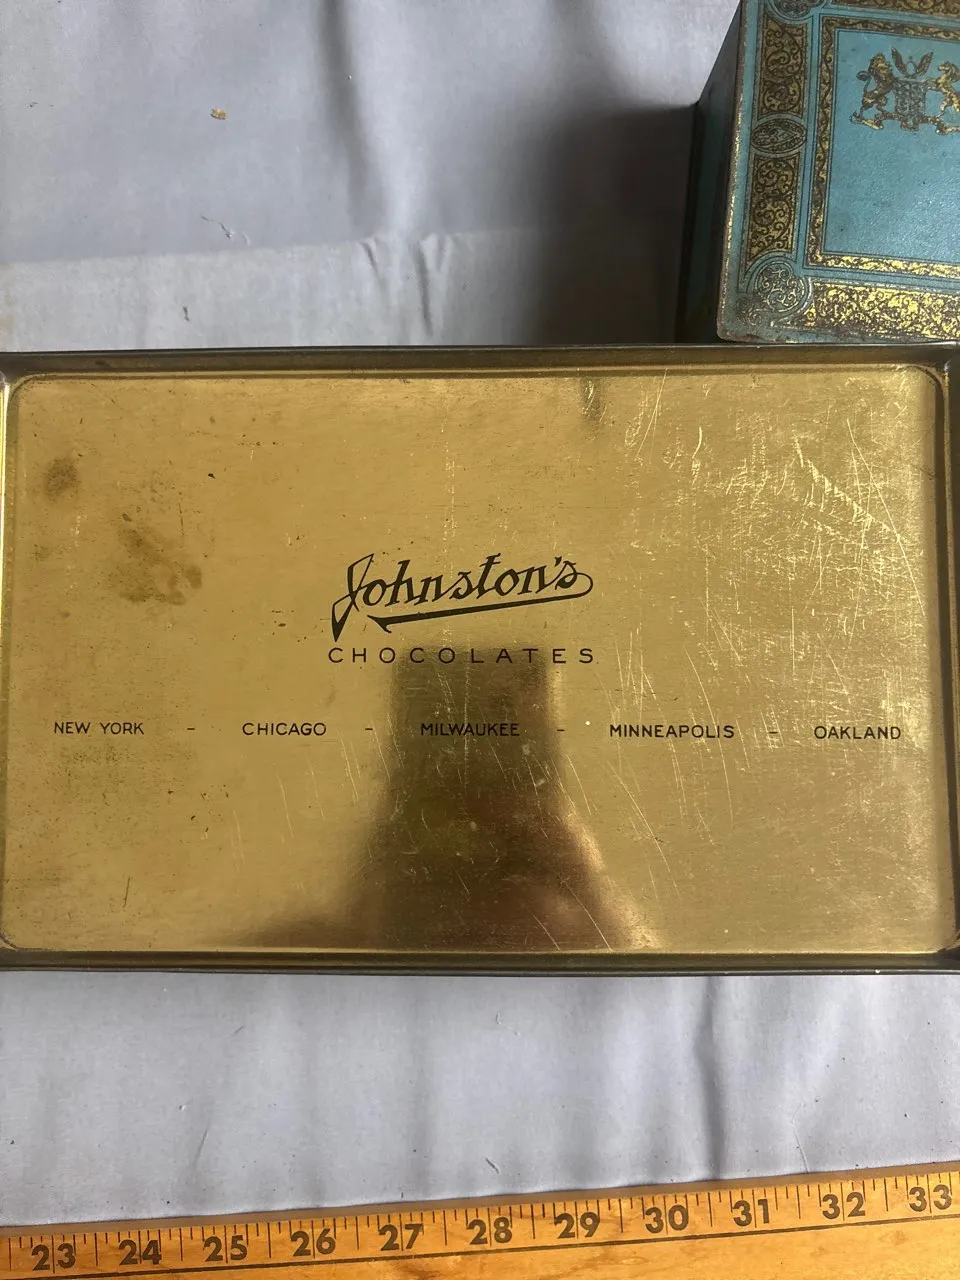 Johnston's
CHOCOLATES
NEW YORK - CHICAGO - MILWAUKEE - MINNEAPOLIS - OAKLAND
23 24 25 26 27 28 29 30 31 32 33